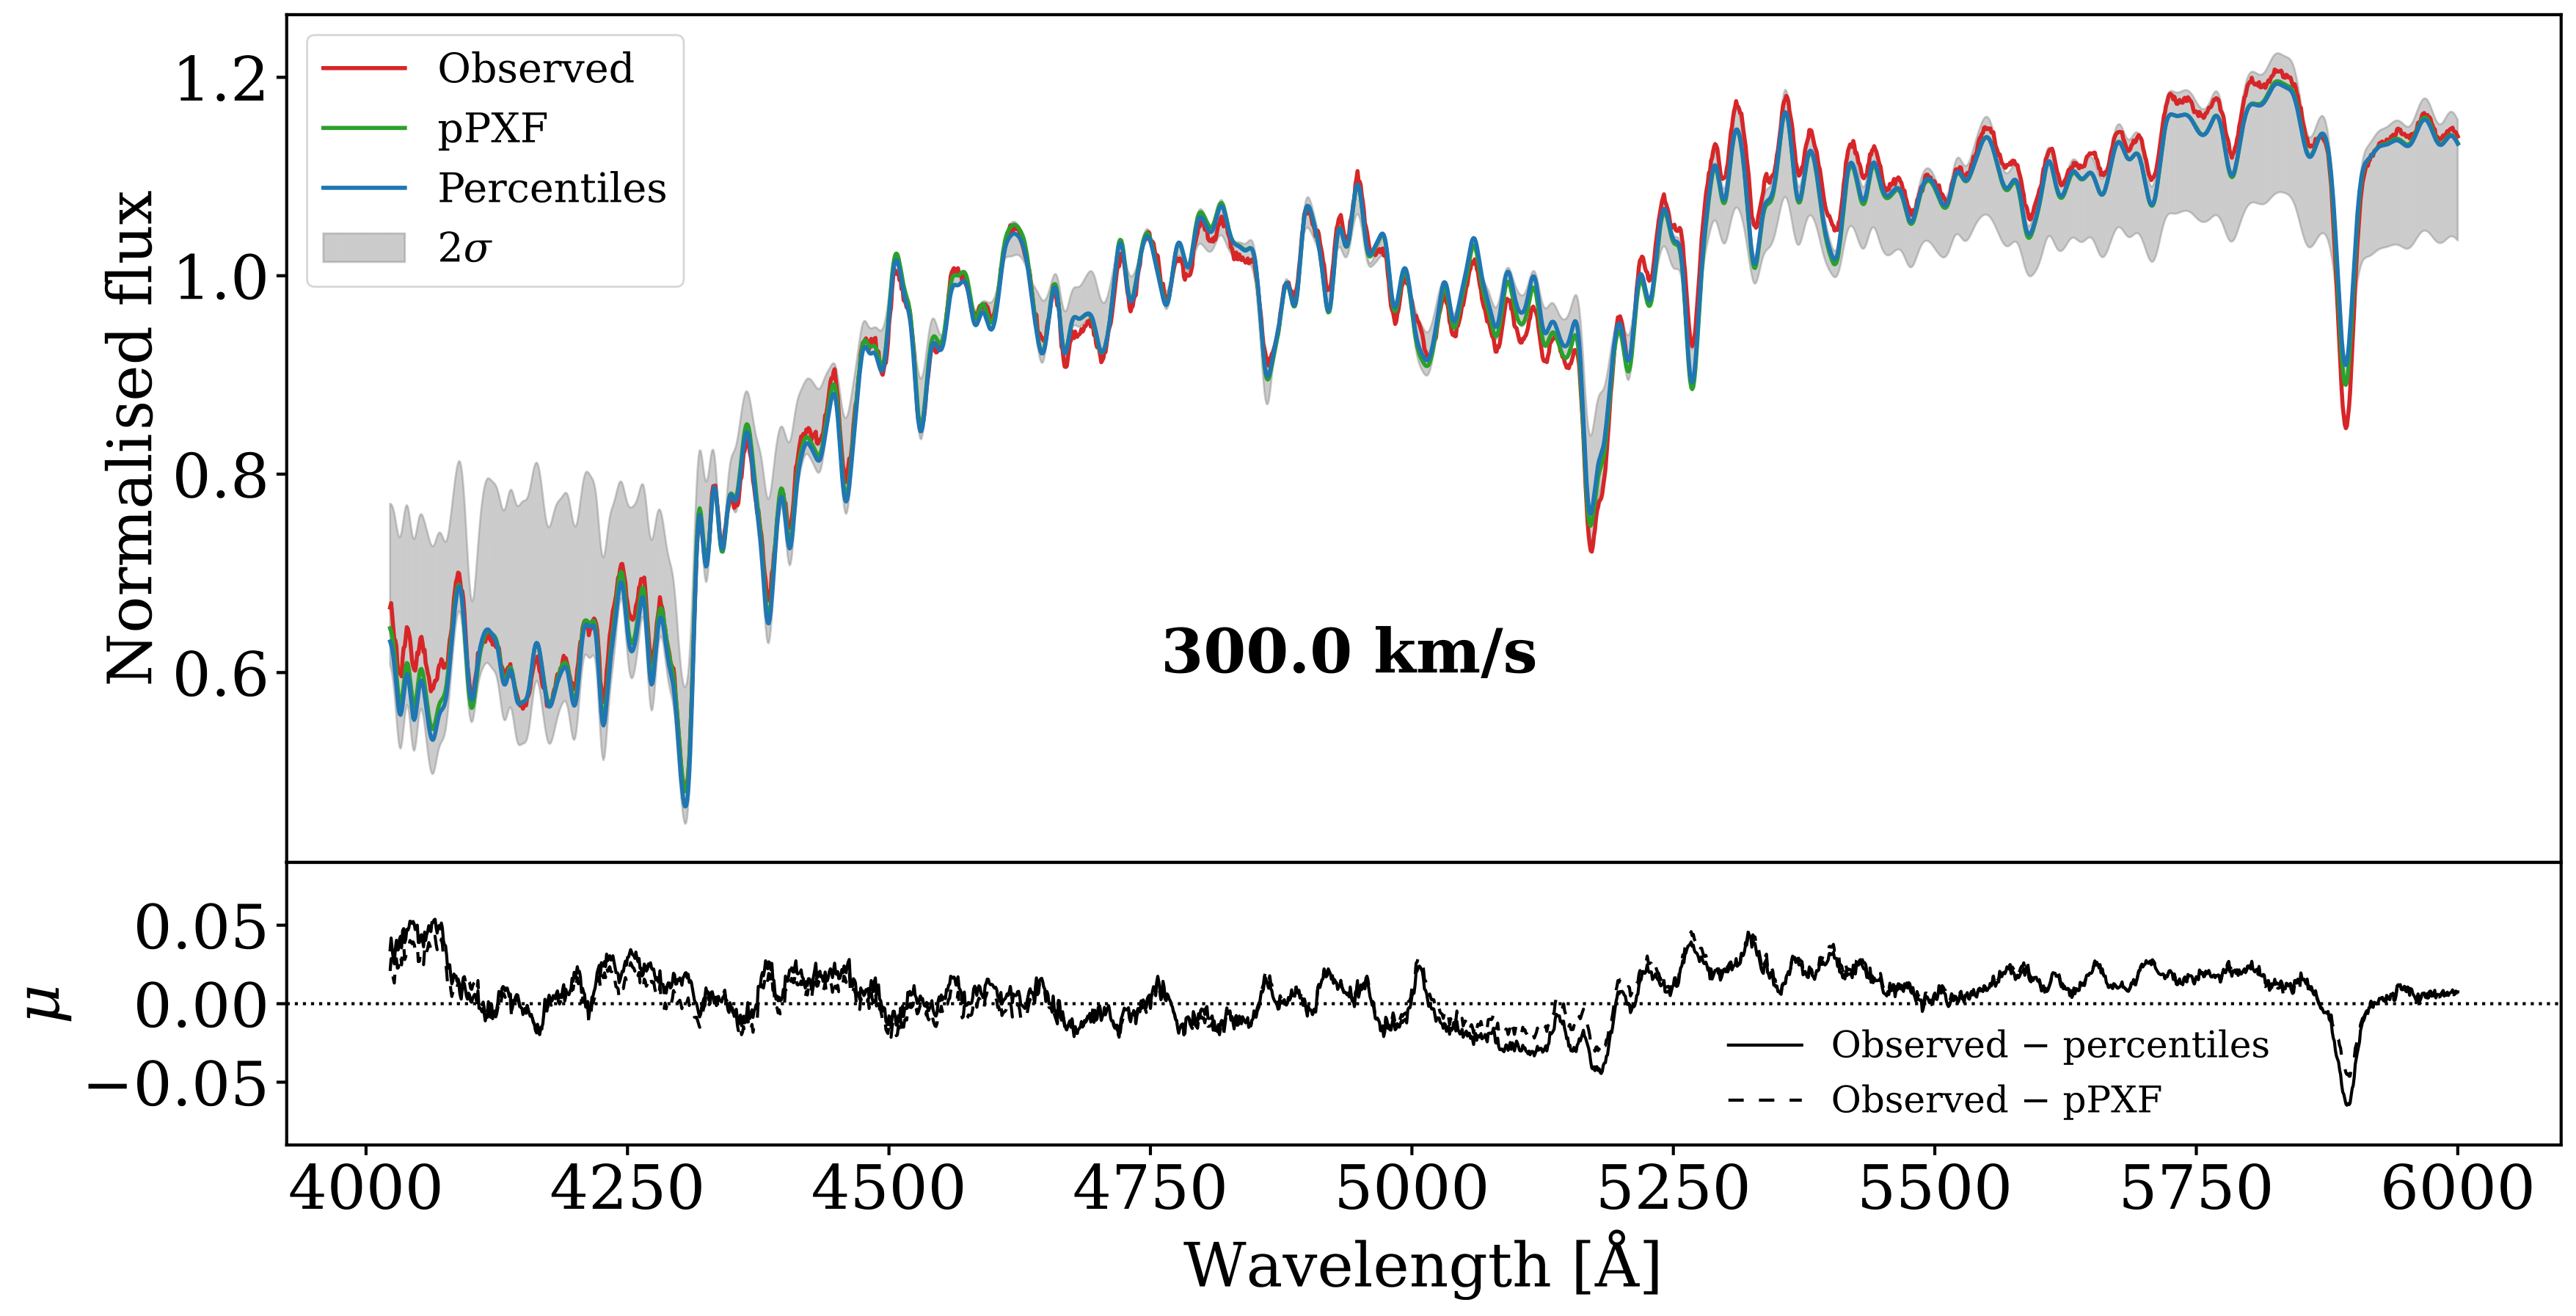 Normalised flux
1.2
1.0
0.8
0.6
Observed
pPXF
Percentiles
2σ
300.0 km/s
μ
0.05
0.00
−0.05
Observed − percentiles
Observed − pPXF
4000 4250 4500 4750 5000 5250 5500 5750 6000
Wavelength [Å]